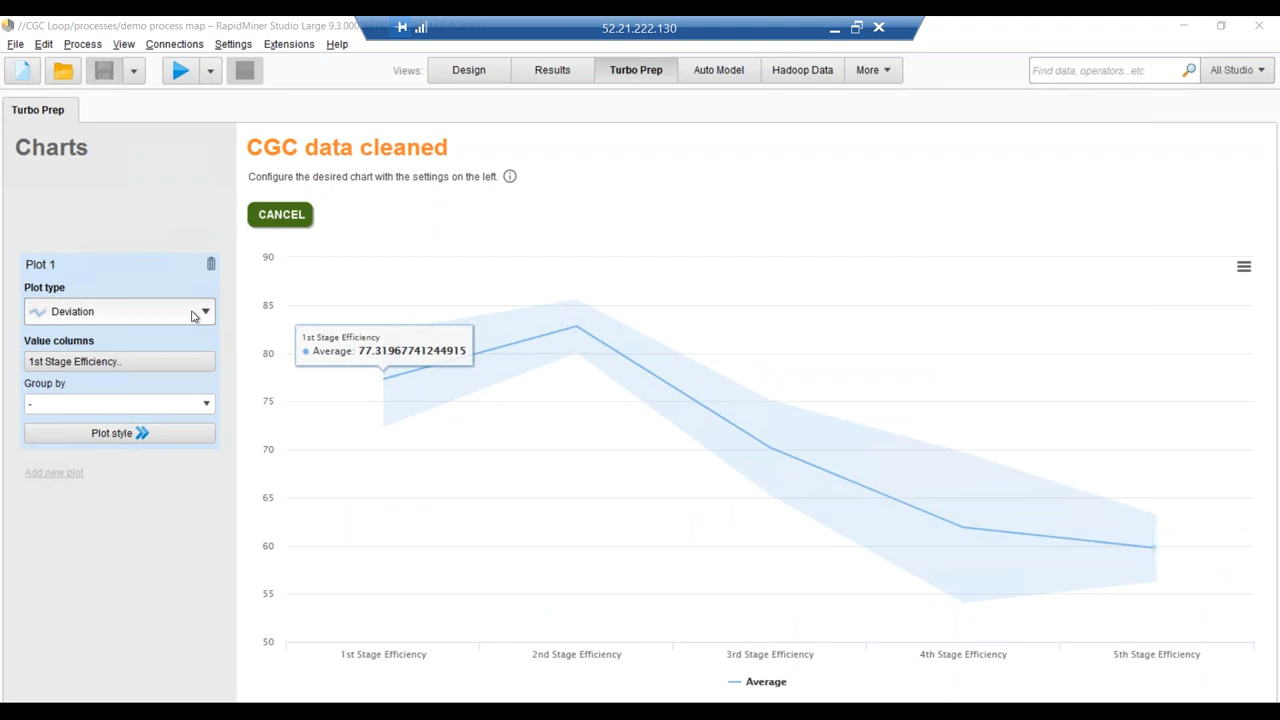 //CGC Loop/processes/demo process map – RapidMiner Studio Large 9.3.000
52.21.222.130
File Edit Process View Connections Settings Extensions Help
Views: Design Results Turbo Prep Auto Model Hadoop Data More
Find data, operators...etc
All Studio
Turbo Prep
Charts
CGC data cleaned
Configure the desired chart with the settings on the left.
CANCEL
Plot 1
Plot type
Deviation
Value columns
1st Stage Efficiency..
Group by
-
Plot style
Add new plot
90
85
80
75
70
65
60
55
50
1st Stage Efficiency
Average: 77.31967741244915
1st Stage Efficiency 2nd Stage Efficiency 3rd Stage Efficiency 4th Stage Efficiency 5th Stage Efficiency
Average